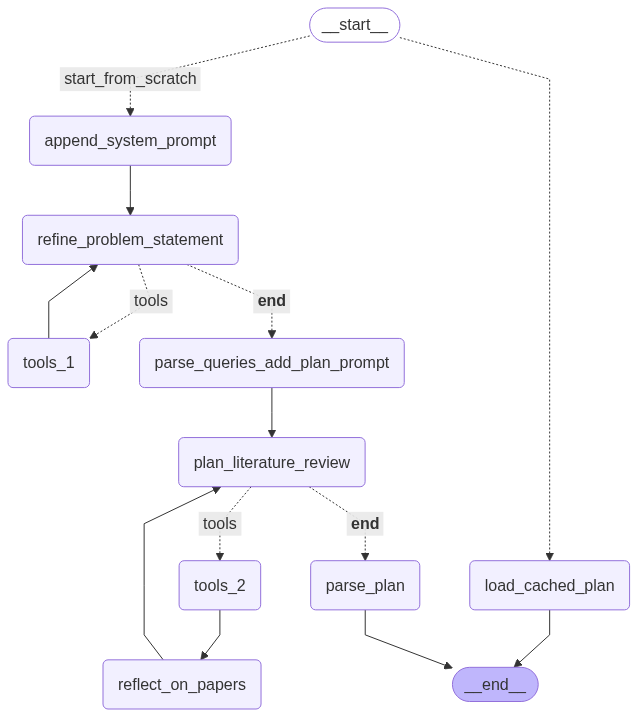 __start__
start_from_scratch
append_system_prompt
refine_problem_statement
tools
end
tools_1
parse_queries_add_plan_prompt
plan_literature_review
tools
end
tools_2
parse_plan
load_cached_plan
reflect_on_papers
__end__